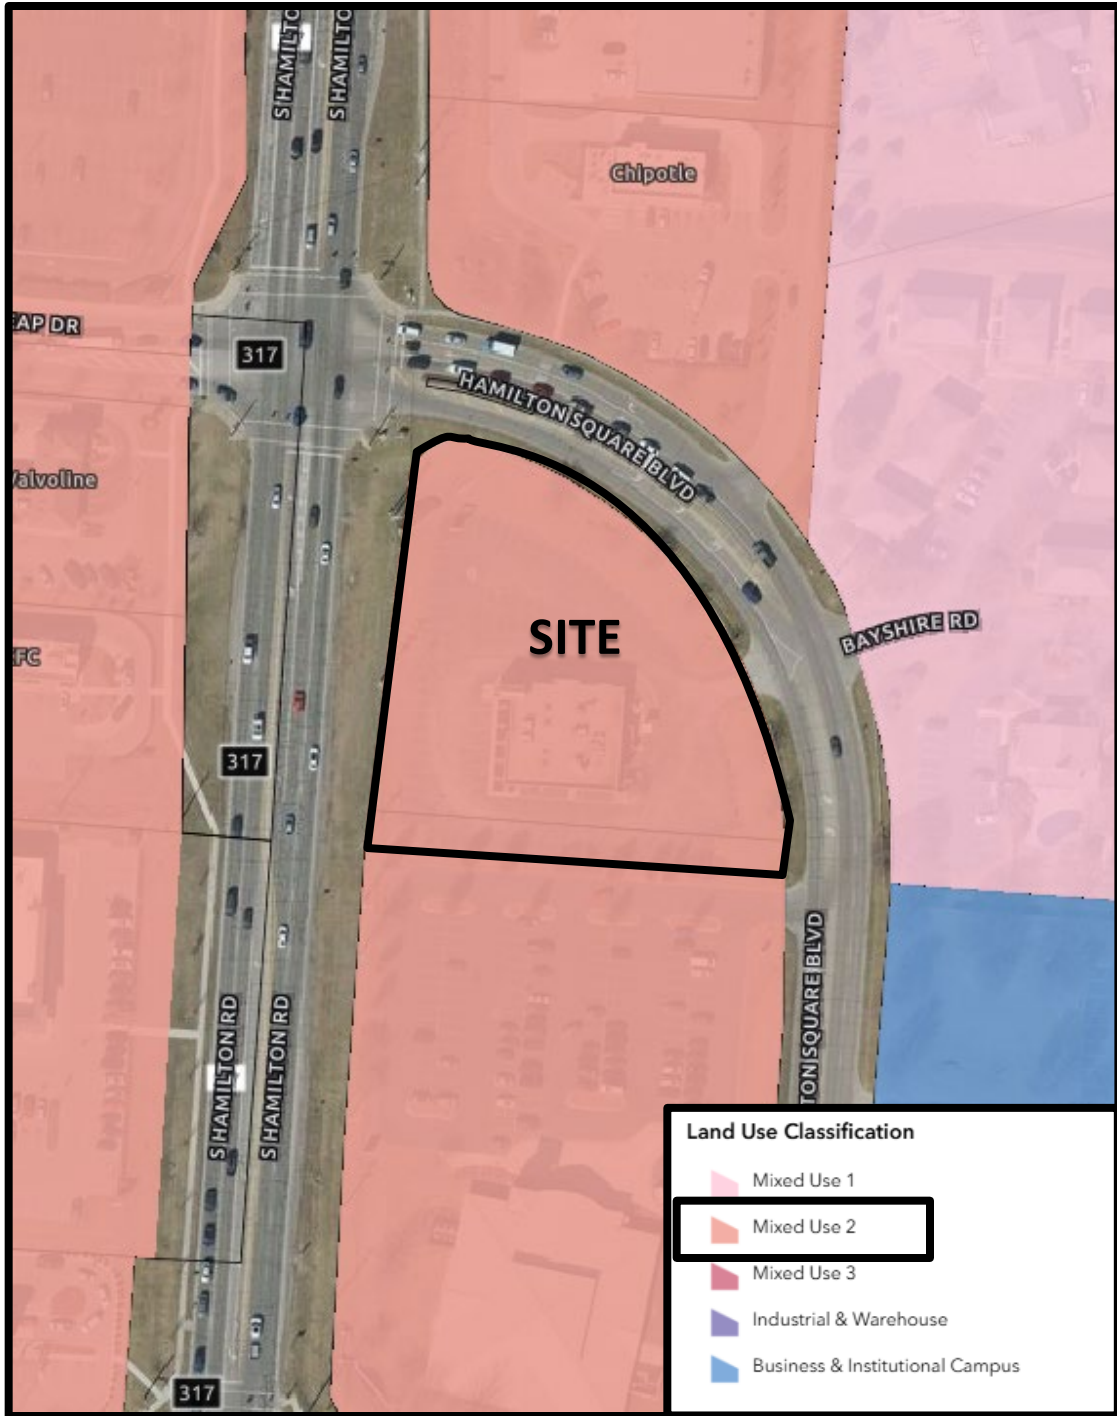 S HAMILTO
S HAMILTO
Chipotle
AP DR
317
HAMILTON SQUARE BLVD
alvoline
SITE
BAYSHIRE RD
FC
317
TON SQUARE BLVD
S HAMILTON RD
S HAMILTON RD
317
Land Use Classification
Mixed Use 1
Mixed Use 2
Mixed Use 3
Industrial & Warehouse
Business & Institutional Campus